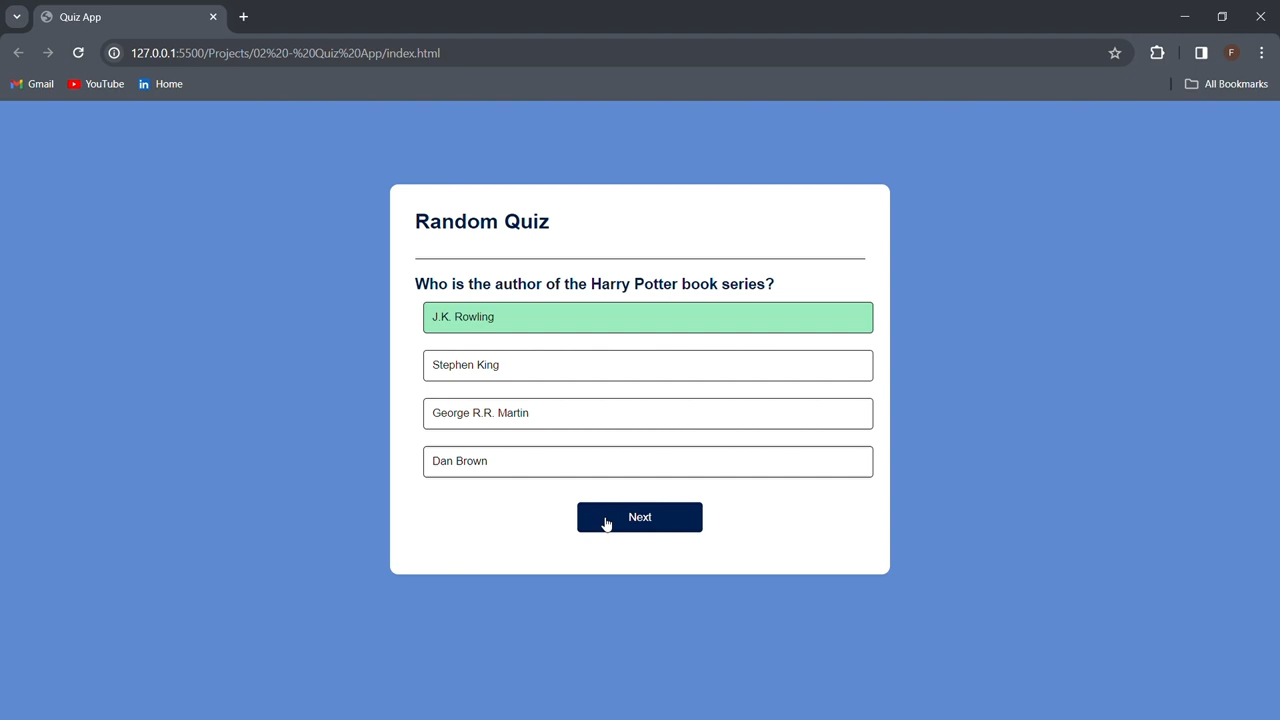 Quiz App
127.0.0.1:5500/Projects/02%20-%20Quiz%20App/index.html
F
Gmail YouTube in Home All Bookmarks
Random Quiz
Who is the author of the Harry Potter book series?
J.K. Rowling
Stephen King
George R.R. Martin
Dan Brown
Next